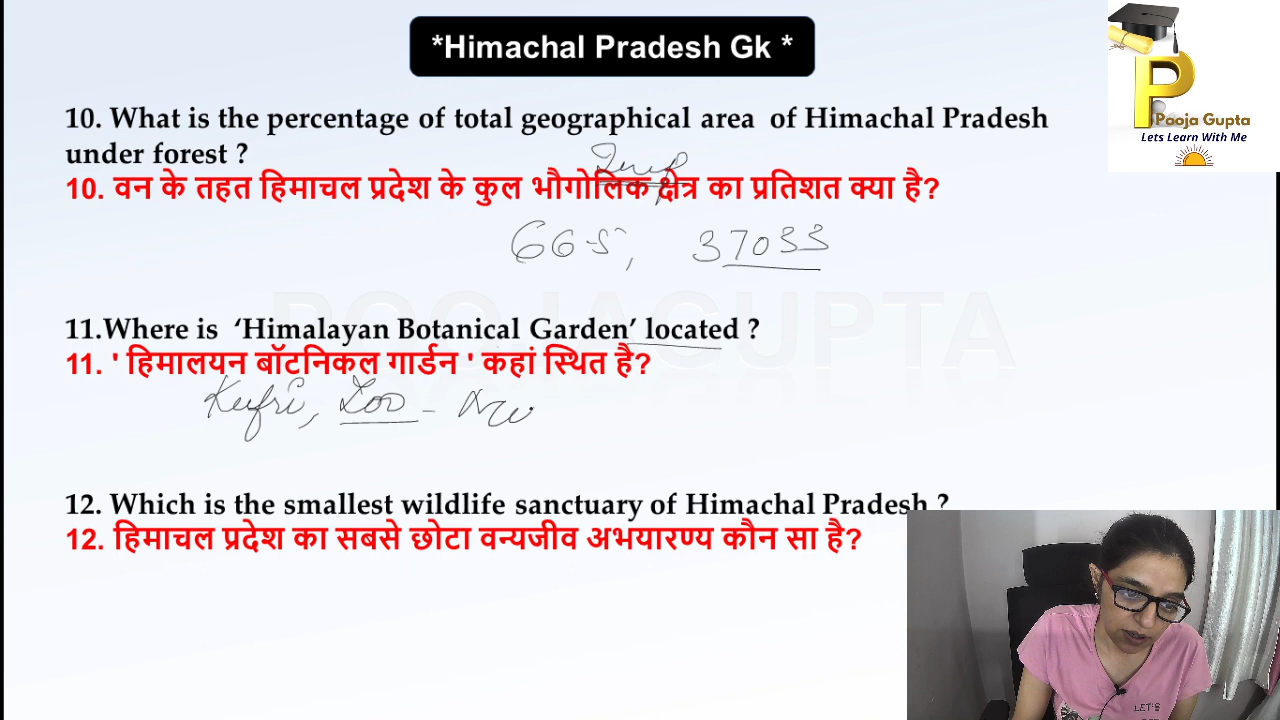 *Himachal Pradesh Gk *
P
Pooja Gupta
Lets Learn With Me
10. What is the percentage of total geographical area of Himachal Pradesh
under forest ?
10. वन के तहत हिमाचल प्रदेश के कुल भौगोलिक क्षेत्र का प्रतिशत क्या है?
66.5, 37033
POOJA GUPTA
11.Where is ‘Himalayan Botanical Garden’ located ?
11. ' हिमालयन बॉटनिकल गार्डन ' कहां स्थित है?
Kufri, Zoo -
12. Which is the smallest wildlife sanctuary of Himachal Pradesh ?
12. हिमाचल प्रदेश का सबसे छोटा वन्यजीव अभयारण्य कौन सा है?
LET'S